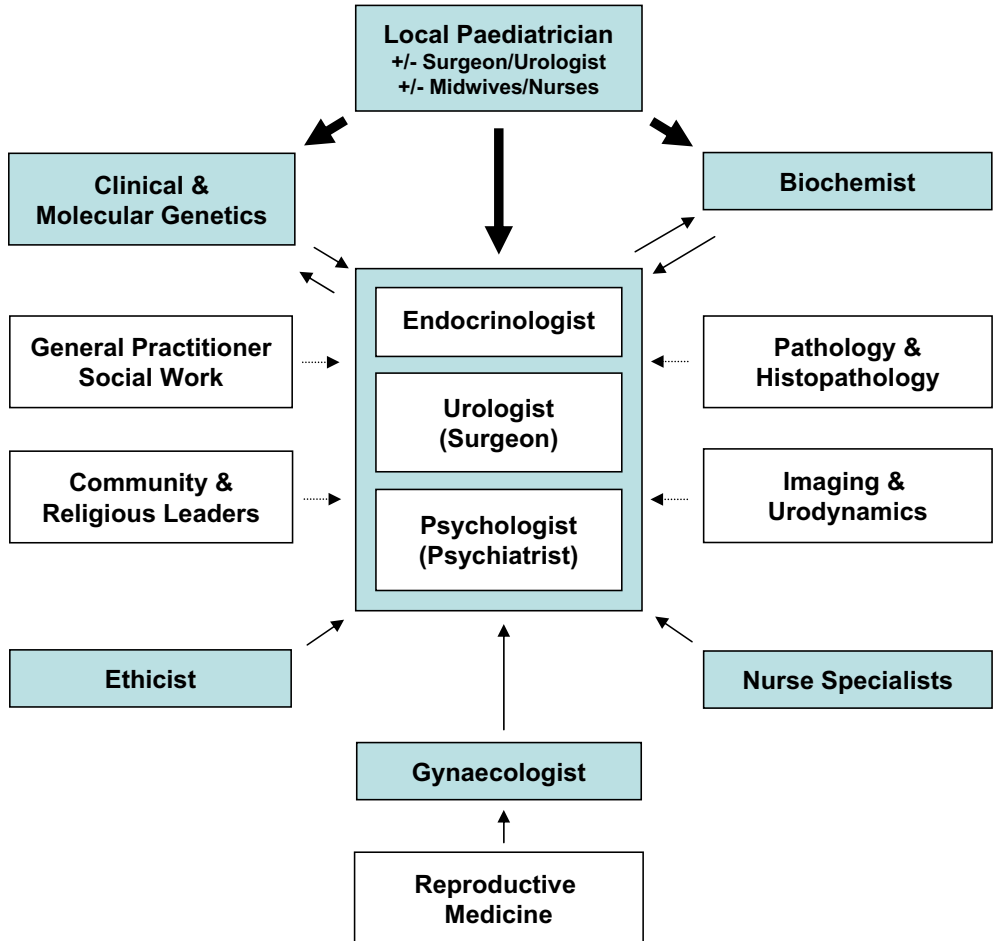 Local Paediatrician
+/- Surgeon/Urologist
+/- Midwives/Nurses
Clinical &
Molecular Genetics
Biochemist
Endocrinologist
General Practitioner
Social Work
Pathology &
Histopathology
Urologist
(Surgeon)
Community &
Religious Leaders
Imaging &
Urodynamics
Psychologist
(Psychiatrist)
Ethicist
Nurse Specialists
Gynaecologist
Reproductive
Medicine